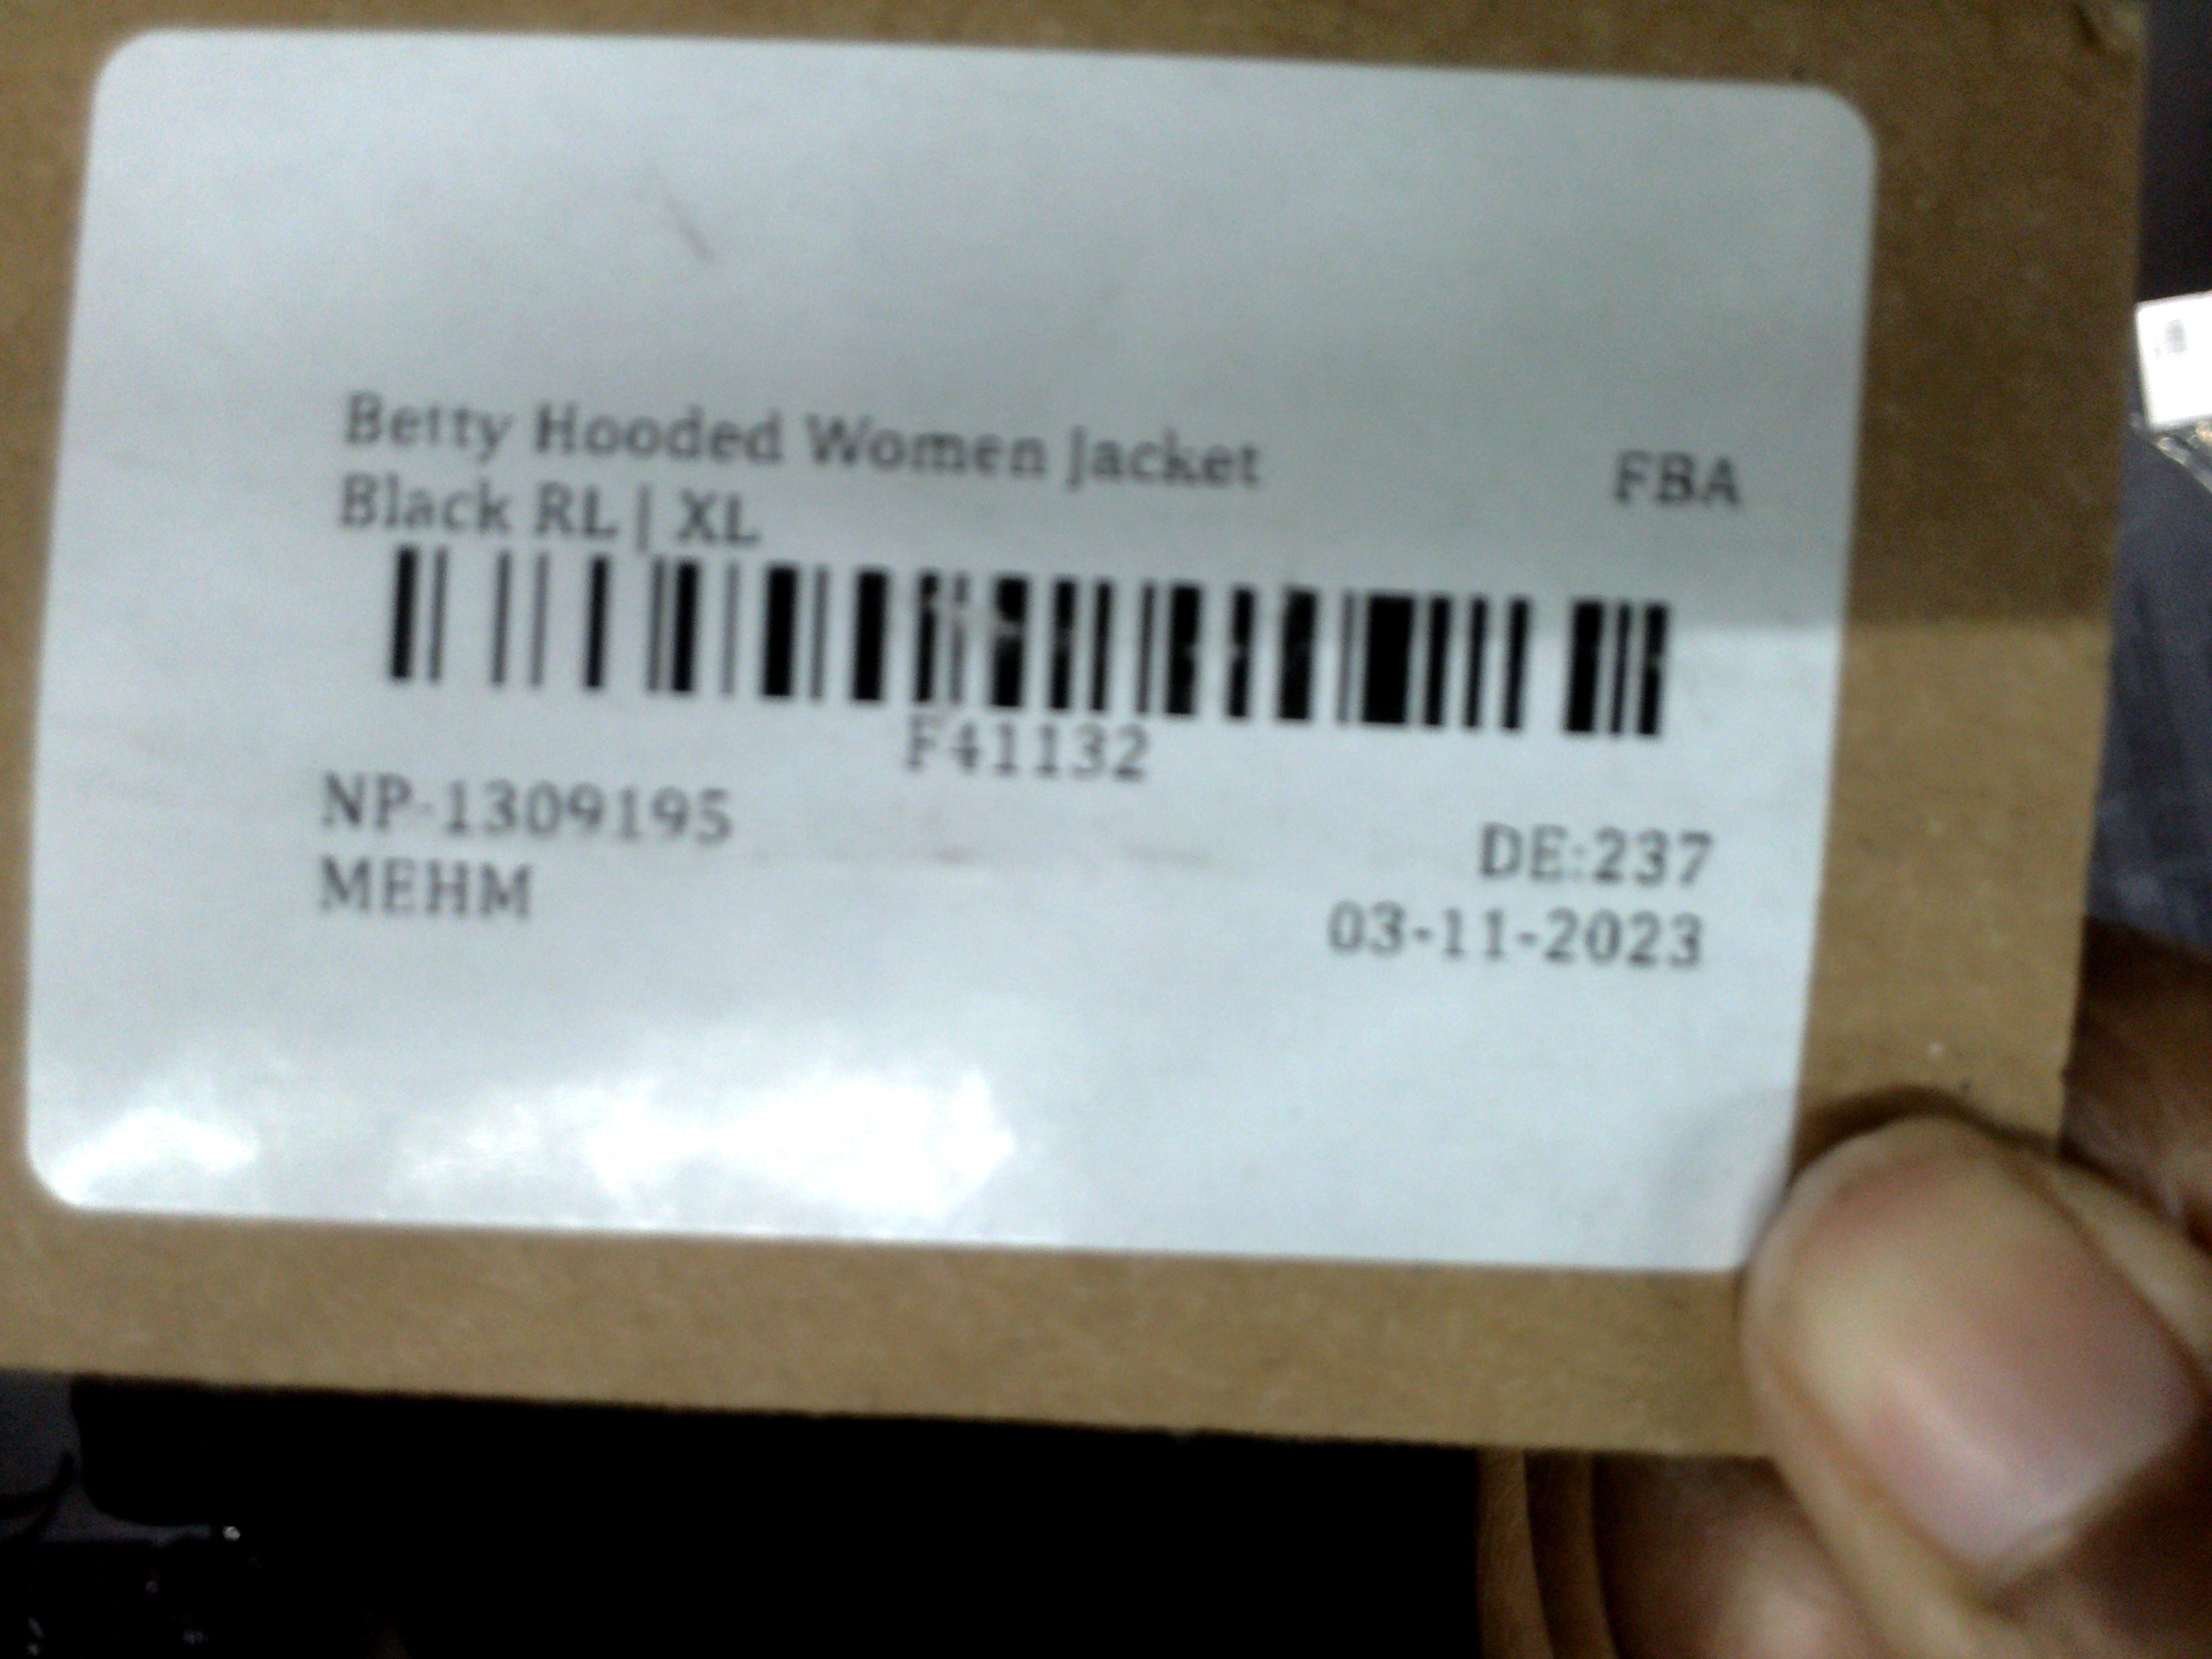 Betty Hooded Women Jacket
FBA
Black RL | XL
F41132
NP-1309195
DE:237
MEHM
03-11-2023